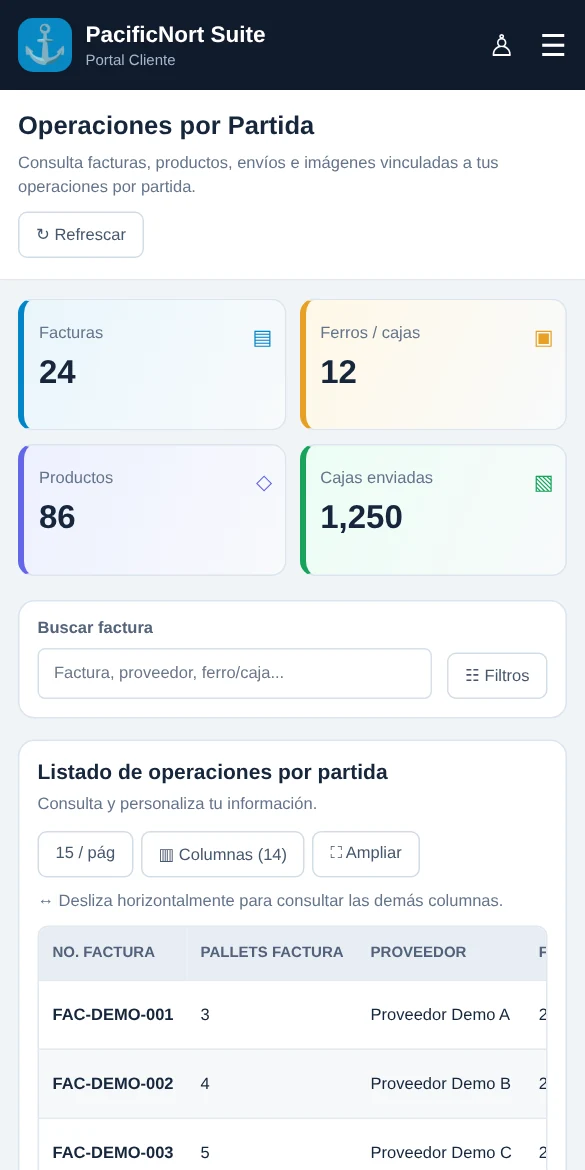 PacificNort Suite
Portal Cliente
Operaciones por Partida
Consulta facturas, productos, envíos e imágenes vinculadas a tus
operaciones por partida.
↻ Refrescar
Facturas
24
Ferros / cajas
12
Productos
86
Cajas enviadas
1,250
Buscar factura
Factura, proveedor, ferro/caja...
Filtros
Listado de operaciones por partida
Consulta y personaliza tu información.
15 / pág
Columnas (14)
Ampliar
↔ Desliza horizontalmente para consultar las demás columnas.
NO. FACTURA PALLETS FACTURA PROVEEDOR
FAC-DEMO-001 3 Proveedor Demo A 2
FAC-DEMO-002 4 Proveedor Demo B 2
FAC-DEMO-003 5 Proveedor Demo C 2